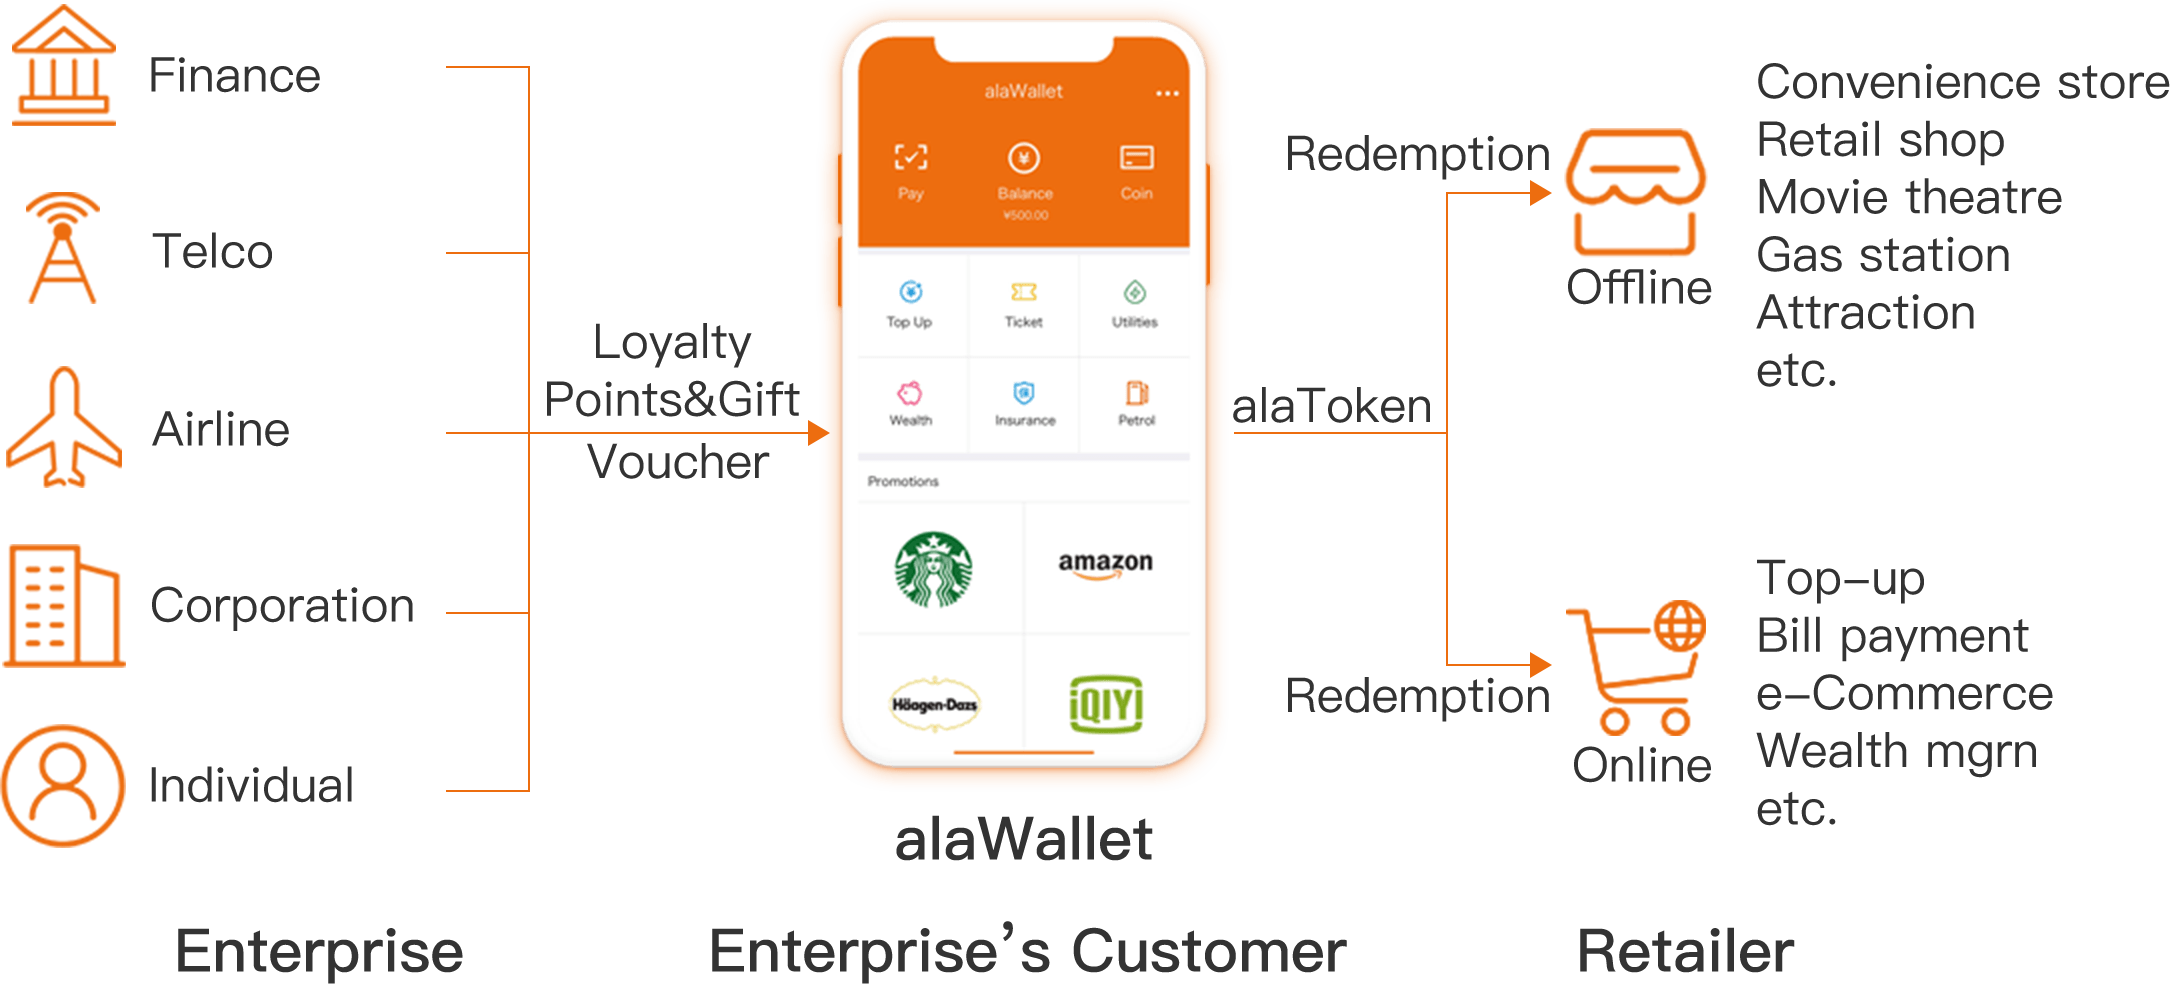 Finance
Telco
Airline
Corporation
Individual
Loyalty
Points&Gift
Voucher
alaWallet
Pay
Balance
¥500.00
Coin
Top Up
Ticket
Utilities
Wealth
Insurance
Petrol
Promotions
amazon
Häagen-Dazs
iQIYI
alaWallet
alaToken
Redemption
Offline
Convenience store
Retail shop
Movie theatre
Gas station
Attraction
etc.
Redemption
Online
Top-up
Bill payment
e-Commerce
Wealth mgrn
etc.
Enterprise
Enterprise’s Customer
Retailer